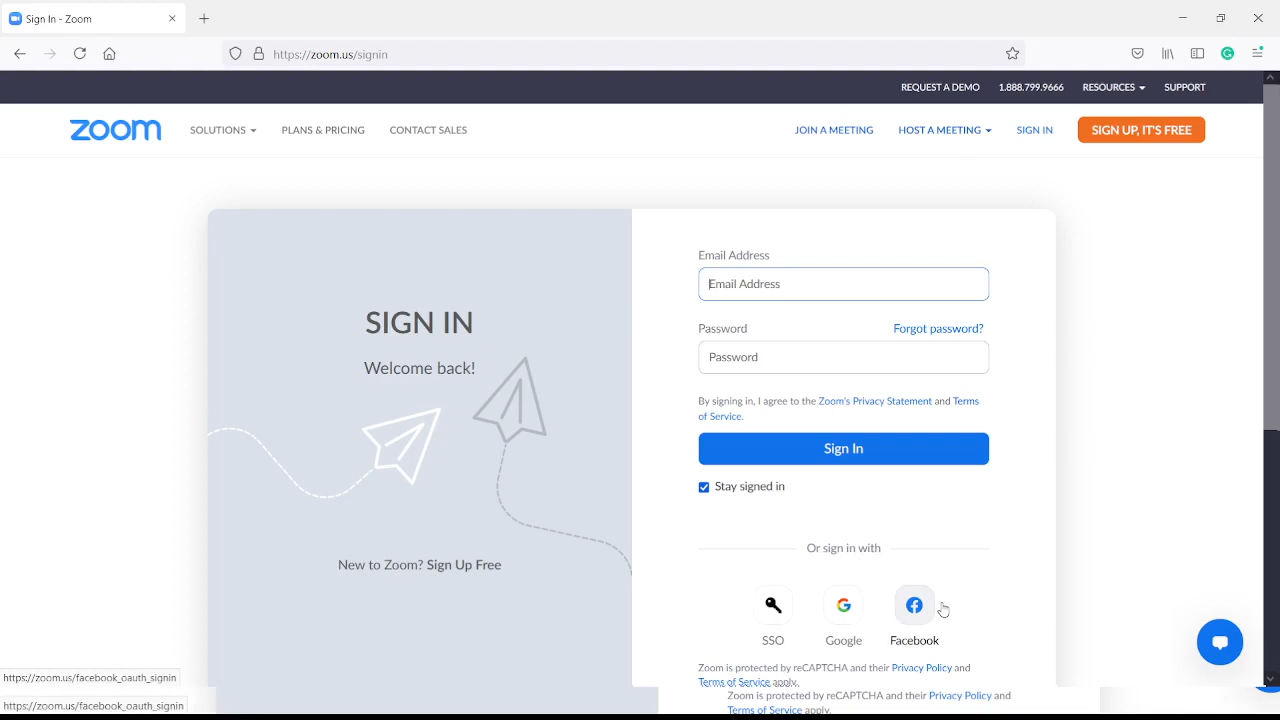 Sign In - Zoom
https://zoom.us/signin
REQUEST A DEMO 1.888.799.9666 RESOURCES SUPPORT
zoom SOLUTIONS PLANS & PRICING CONTACT SALES JOIN A MEETING HOST A MEETING SIGN IN SIGN UP, IT'S FREE
SIGN IN
Welcome back!
New to Zoom? Sign Up Free
Email Address
Email Address
Password Forgot password?
Password
By signing in, I agree to the Zoom's Privacy Statement and Terms
of Service.
Sign In
Stay signed in
Or sign in with
SSO Google Facebook
Zoom is protected by reCAPTCHA and their Privacy Policy and
Terms of Service apply.
Zoom is protected by reCAPTCHA and their Privacy Policy and
Terms of Service apply.
https://zoom.us/facebook_oauth_signin
https://zoom.us/facebook_oauth_signin